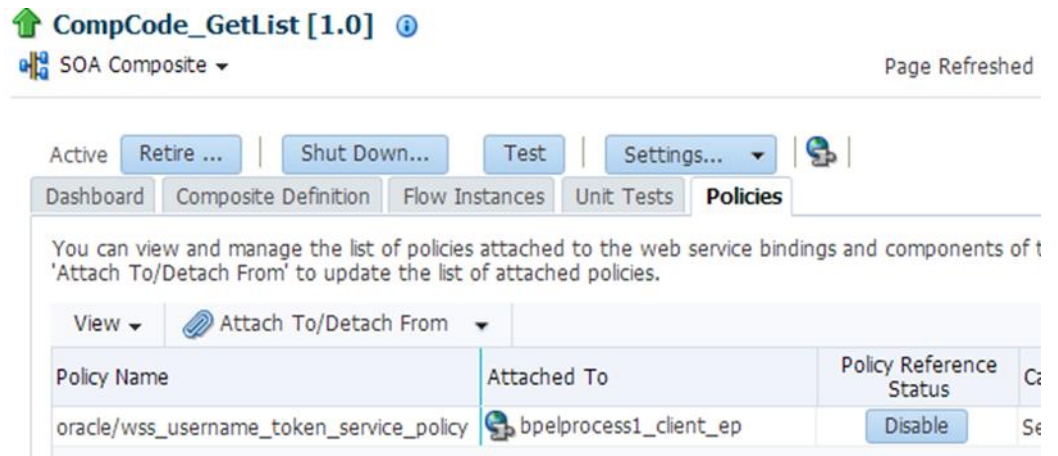 CompCode_GetList [1.0]
SOA Composite
Page Refreshed
Active Retire ... Shut Down... Test Settings...
Dashboard Composite Definition Flow Instances Unit Tests Policies
You can view and manage the list of policies attached to the web service bindings and components of t
'Attach To/Detach From' to update the list of attached policies.
View Attach To/Detach From
Policy Name Attached To Policy Reference Status Ca
oracle/wss_username_token_service_policy bpelprocess1_client_ep Disable Se